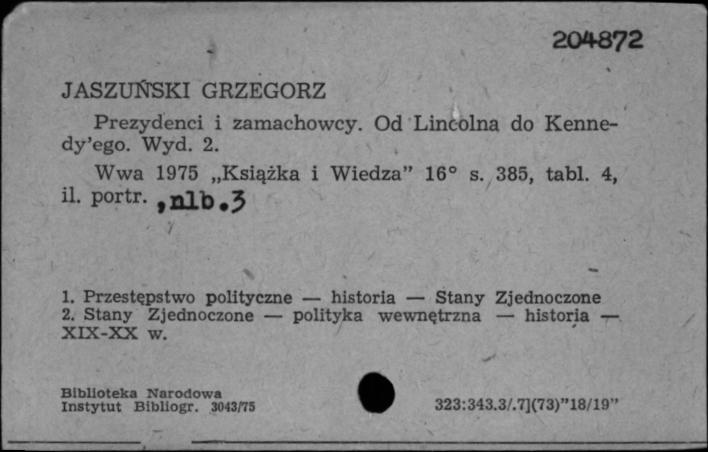 204872
JASZUŃSKI GRZEGORZ
Prezydenci i zamachowcy. Od Lincolna do Kenne-
dy'ego. Wyd. 2.
Wwa 1975 „Książka i Wiedza” 16° s. 385, tabl. 4,
il. portr. , nlb. 3
1. Przestępstwo polityczne — historia — Stany Zjednoczone
2. Stany Zjednoczone — polityka wewnętrzna — historia —
XIX-XX w.
Biblioteka Narodowa
Instytut Bibliogr. 3043/75
323:343.3/.7](73)”18/19”